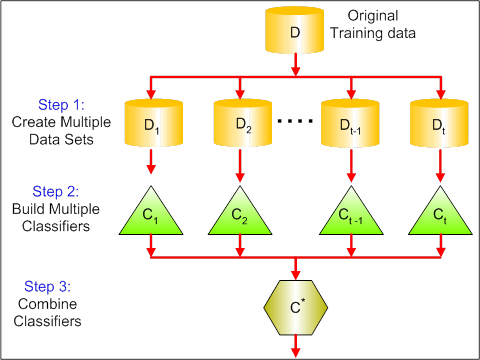 D
Original
Training data
Step 1:
Create Multiple
Data Sets
D1 D2 .... Dt-1 Dt
Step 2:
Build Multiple
Classifiers
C1 C2 Ct-1 Ct
Step 3:
Combine
Classifiers
C*